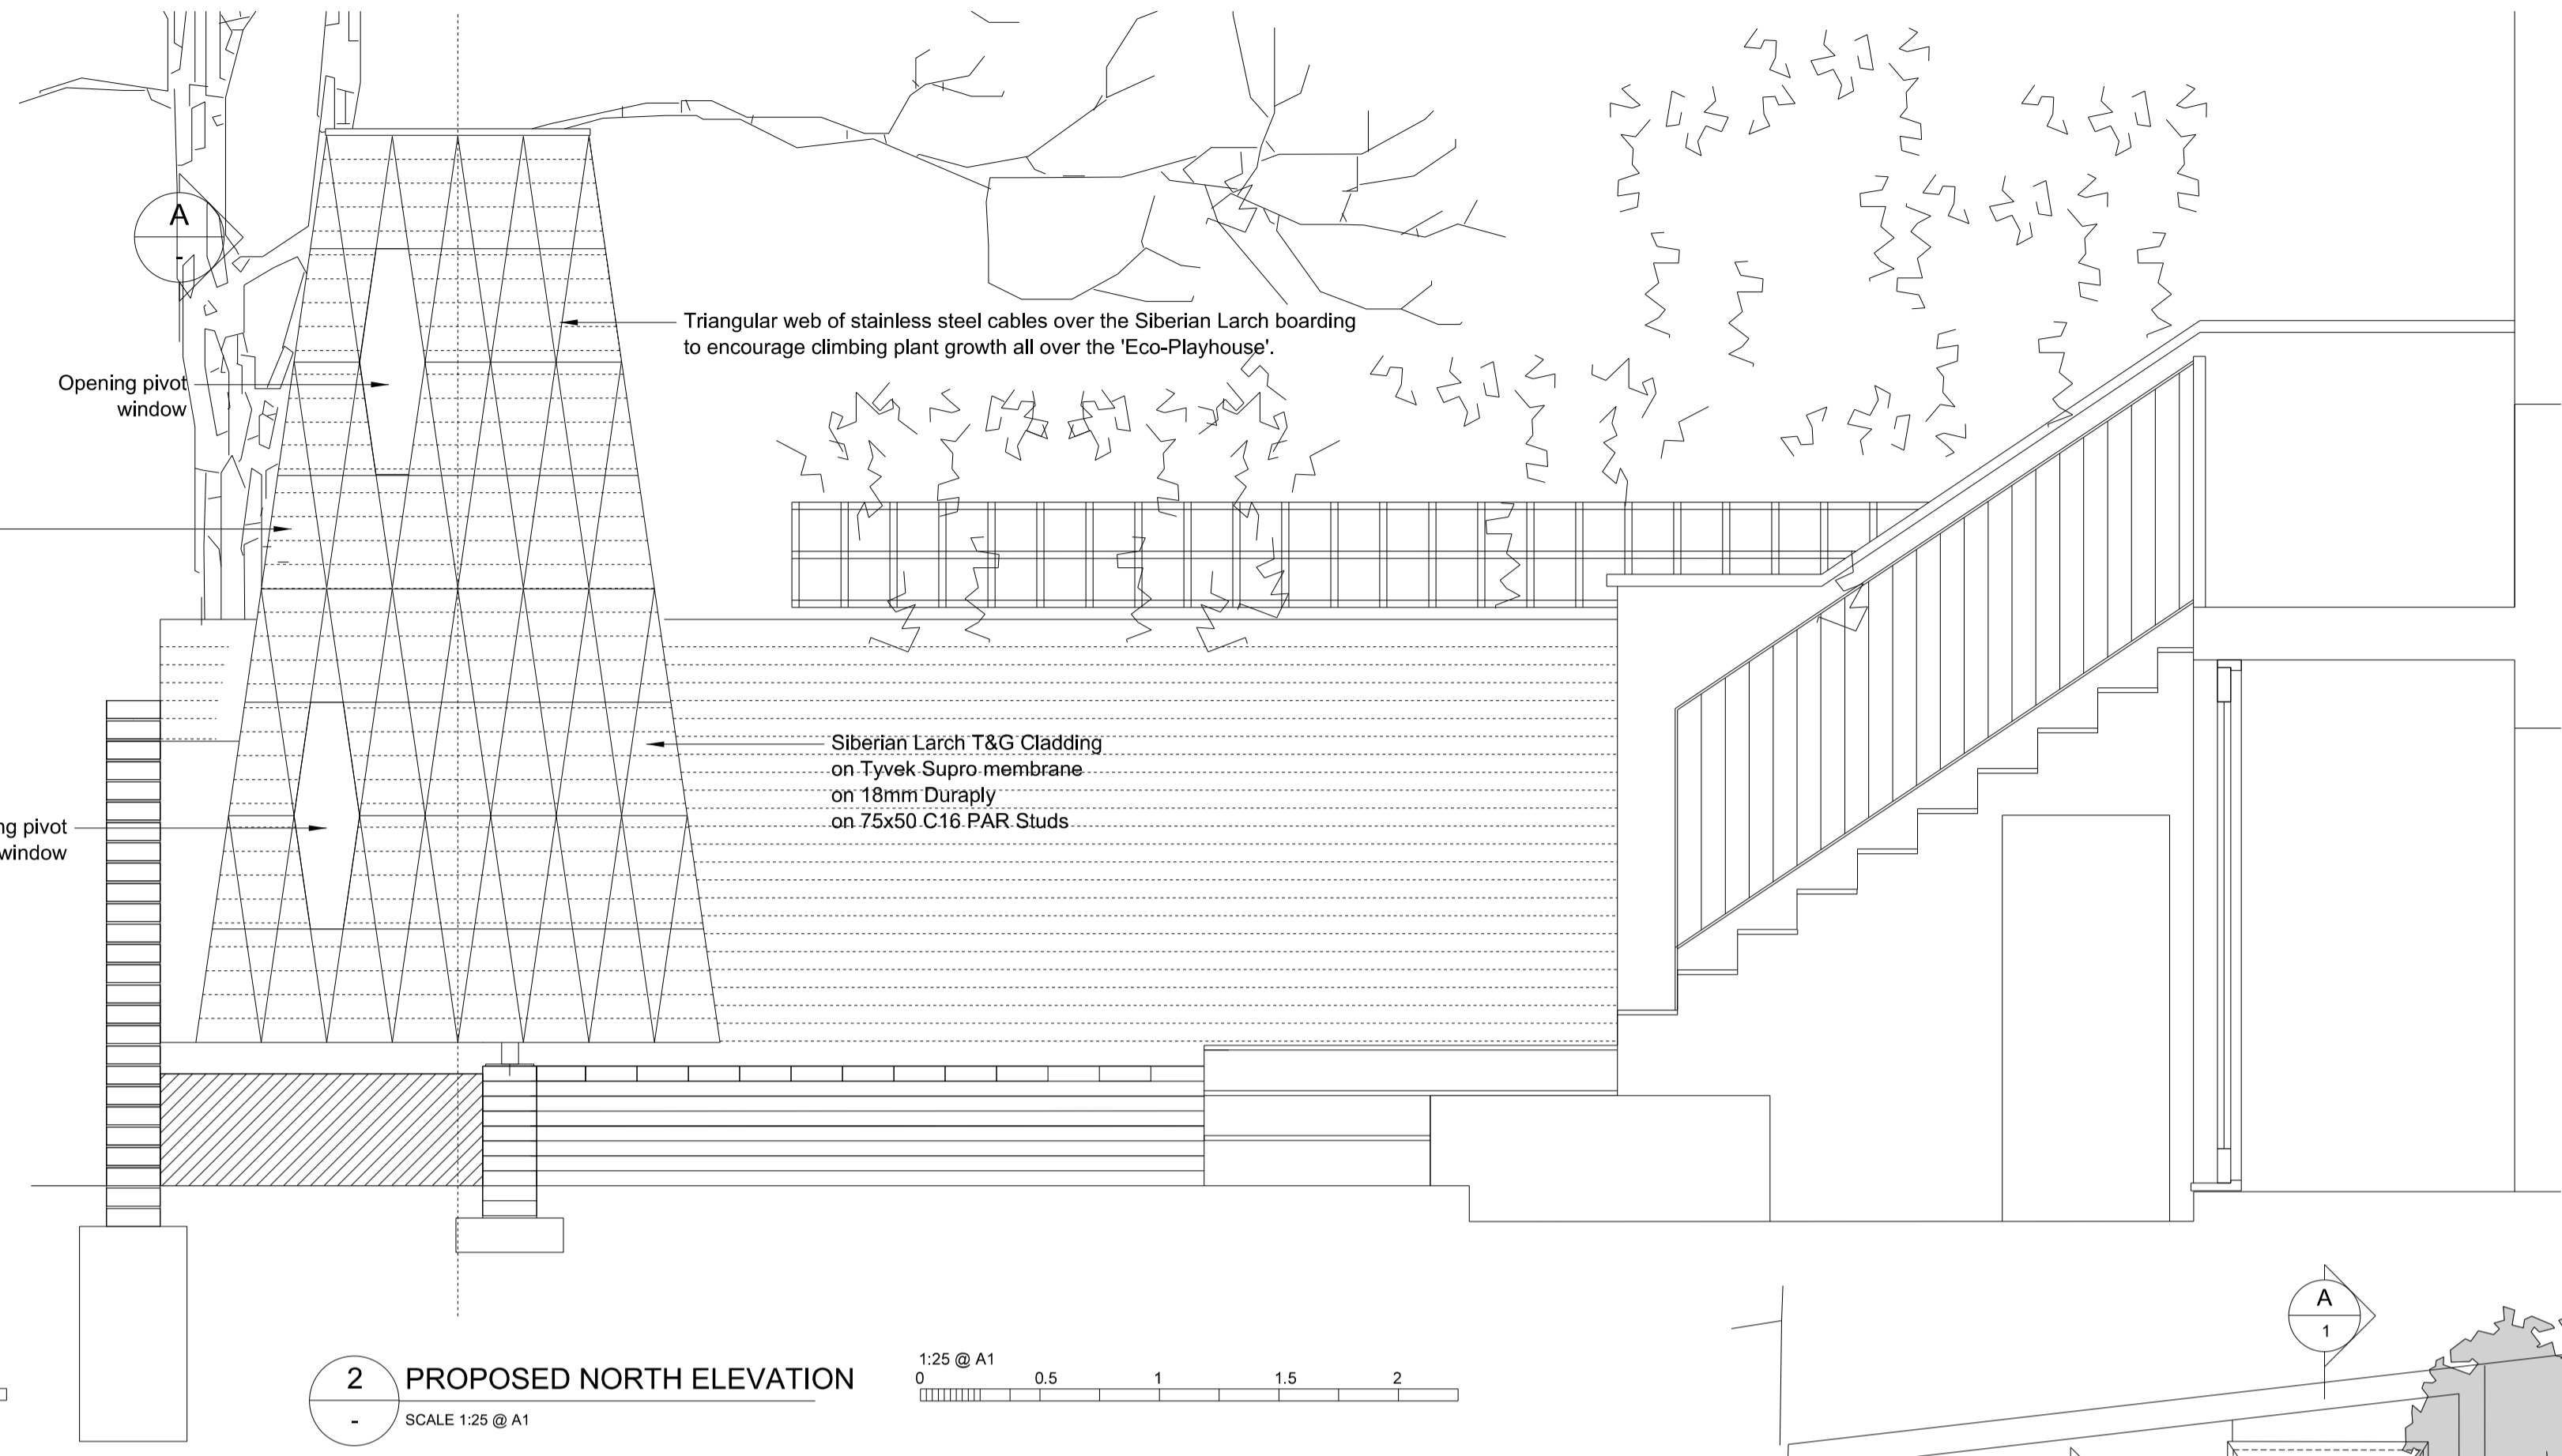 A
-
Triangular web of stainless steel cables over the Siberian Larch boarding
to encourage climbing plant growth all over the 'Eco-Playhouse'.
Opening pivot
window
Siberian Larch T&G Cladding
on Tyvek Supro membrane
on 18mm Duraply
on 75x50 C16 PAR Studs
ng pivot
window
A
1
2
-
PROPOSED NORTH ELEVATION
SCALE 1:25 @ A1
1:25 @ A1
0 0.5 1 1.5 2